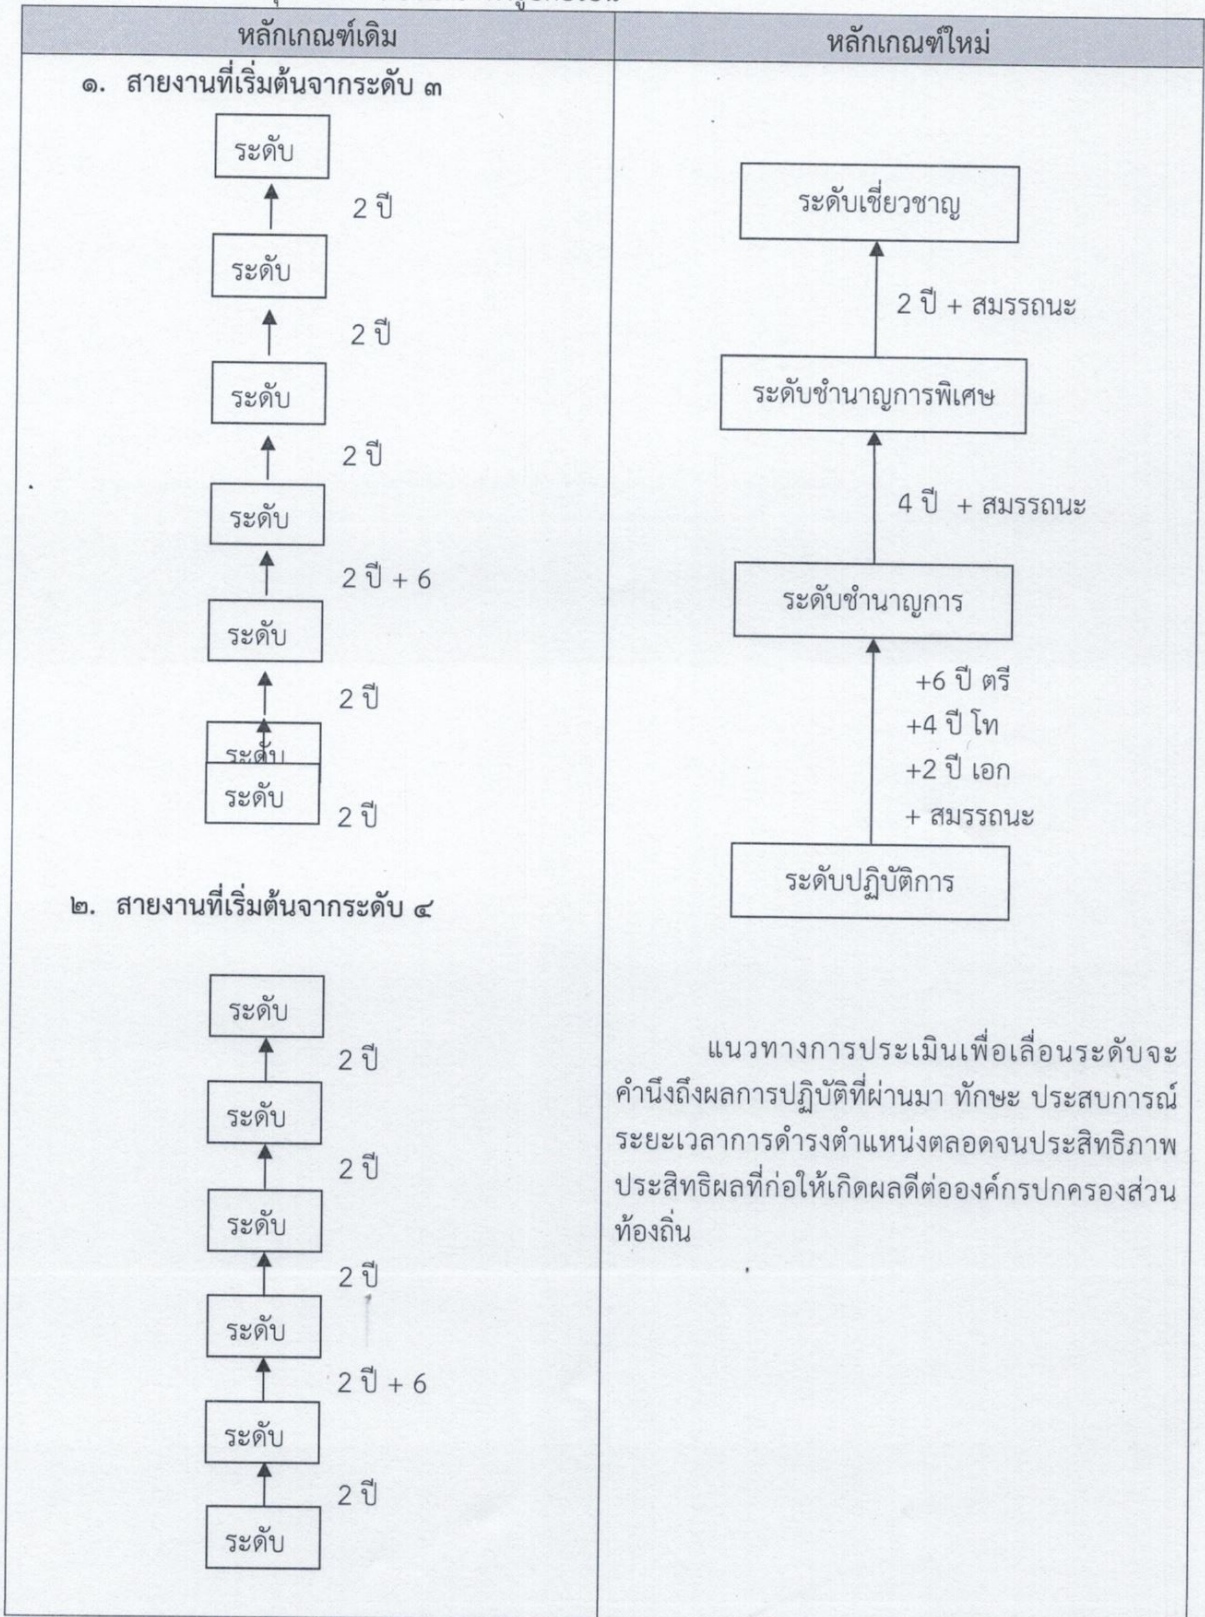 หลักเกณฑ์เดิม
หลักเกณฑ์ใหม่
๑. สายงานที่เริ่มต้นจากระดับ ๓
ระดับ
2 ปี
ระดับ
2 ปี
ระดับ
2 ปี
ระดับ
2 ปี + 6
ระดับ
2 ปี
ระดับ
ระดับ
2 ปี
๒. สายงานที่เริ่มต้นจากระดับ ๔
ระดับ
2 ปี
ระดับ
2 ปี
ระดับ
2 ปี
ระดับ
2 ปี + 6
ระดับ
2 ปี
ระดับ
ระดับเชี่ยวชาญ
2 ปี + สมรรถนะ
ระดับชำนาญการพิเศษ
4 ปี + สมรรถนะ
ระดับชำนาญการ
+6 ปี ตรี
+4 ปี โท
+2 ปี เอก
+ สมรรถนะ
ระดับปฏิบัติการ
แนวทางการประเมินเพื่อเลื่อนระดับจะ
คำนึงถึงผลการปฏิบัติที่ผ่านมา ทักษะ ประสบการณ์
ระยะเวลาการดำรงตำแหน่งตลอดจนประสิทธิภาพ
ประสิทธิผลที่ก่อให้เกิดผลดีต่อองค์กรปกครองส่วน
ท้องถิ่น